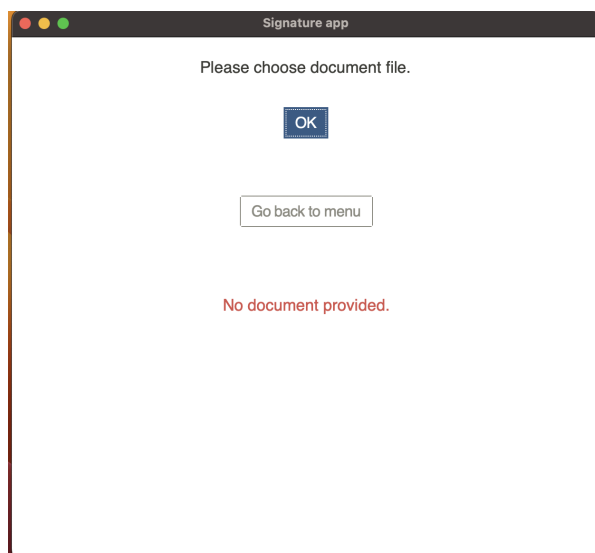 Signature app
Please choose document file.
OK
Go back to menu
No document provided.